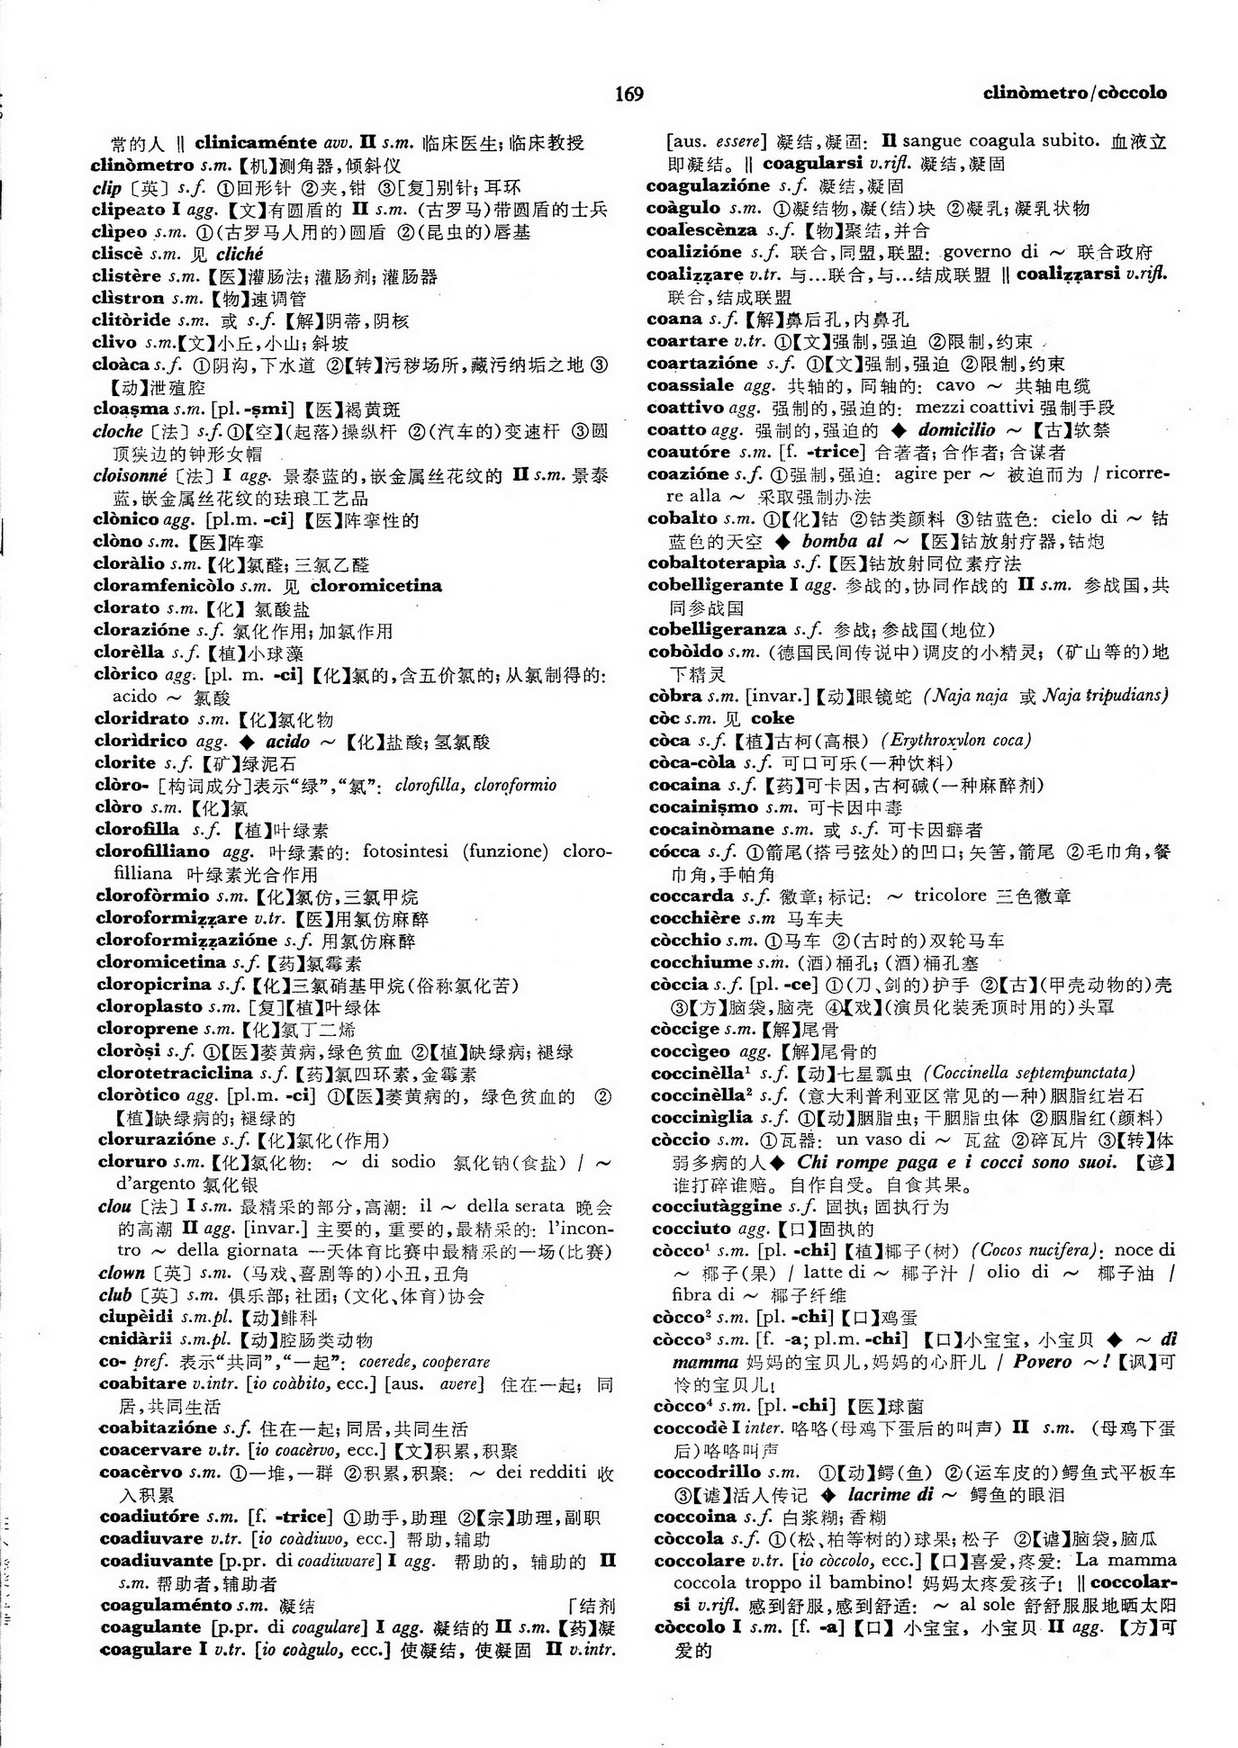 169
clinòmetro/còccolo
常的人 ‖ clinicaménte avv. II s.m. 临床医生; 临床教授
clinòmetro s.m.【机】测角器,倾斜仪
clip〔英〕s.f. ①回形针 ②夹,钳 ③[复]别针; 耳环
clipeato I agg.【文】有圆盾的 II s.m. (古罗马)带圆盾的士兵
clìpeo s.m. ①(古罗马人用的)圆盾 ②(昆虫的)唇基
cliscè s.m. 见 cliché
clistère s.m.【医】灌肠法; 灌肠剂; 灌肠器
clìstron s.m.【物】速调管
clitòride s.m. 或 s.f.【解】阴蒂,阴核
clivo s.m.【文】小丘,小山; 斜坡
cloàca s.f. ①阴沟,下水道 ②【转】污秽场所,藏污纳垢之地 ③
【动】泄殖腔
cloaṣma s.m. [pl. -ṣmi]【医】褐黄斑
cloche〔法〕s.f. ①【空】(起落)操纵杆 ②(汽车的)变速杆 ③圆
顶狭边的钟形女帽
cloisonné〔法〕I agg. 景泰蓝的,嵌金属丝花纹的 II s.m. 景泰
蓝,嵌金属丝花纹的珐琅工艺品
clònico agg. [pl.m. -ci]【医】阵挛性的
clòno s.m.【医】阵挛
cloràlio s.m.【化】氯醛; 三氯乙醛
cloramfenicòlo s.m. 见 cloromicetina
clorato s.m.【化】氯酸盐
clorazióne s.f. 氯化作用; 加氯作用
clorèlla s.f.【植】小球藻
clòrico agg. [pl. m. -ci]【化】氯的,含五价氯的; 从氯制得的:
acido ～ 氯酸
cloridrato s.m.【化】氯化物
clorìdrico agg. ◆ acido ～【化】盐酸; 氢氯酸
clorite s.f.【矿】绿泥石
clòro- [构词成分]表示“绿”,“氯”: clorofilla, cloroformio
clòro s.m.【化】氯
clorofilla s.f.【植】叶绿素
clorofilliano agg. 叶绿素的: fotosintesi (funzione) cloro-
filliana 叶绿素光合作用
clorofòrmio s.m.【化】氯仿,三氯甲烷
cloroformiẓẓare v.tr.【医】用氯仿麻醉
cloroformiẓẓazióne s.f. 用氯仿麻醉
cloromicetina s.f.【药】氯霉素
cloropicrina s.f.【化】三氯硝基甲烷(俗称氯化苦)
cloroplasto s.m. [复]【植】叶绿体
cloroprene s.m.【化】氯丁二烯
cloròṣi s.f. ①【医】萎黄病,绿色贫血 ②【植】缺绿病; 褪绿
clorotetraciclina s.f.【药】氯四环素,金霉素
cloròtico agg. [pl.m. -ci] ①【医】萎黄病的, 绿色贫血的 ②
【植】缺绿病的; 褪绿的
clorurazióne s.f.【化】氯化(作用)
cloruro s.m.【化】氯化物: ～ di sodio 氯化钠(食盐) / ～
d'argento 氯化银
clou〔法〕I s.m. 最精采的部分,高潮: il ～ della serata 晚会
的高潮 II agg. [invar.] 主要的, 重要的,最精采的: l'incon-
tro ～ della giornata 一天体育比赛中最精采的一场(比赛)
clown〔英〕s.m. (马戏、喜剧等的)小丑,丑角
club〔英〕s.m. 俱乐部; 社团; (文化、体育)协会
clupèidi s.m.pl.【动】鲱科
cnidàrii s.m.pl.【动】腔肠类动物
co- pref. 表示“共同”,“一起”: coerede, cooperare
coabitare v.intr. [io coàbito, ecc.] [aus. avere] 住在一起; 同
居,共同生活
coabitazióne s.f. 住在一起; 同居,共同生活
coacervare v.tr. [io coacèrvo, ecc.]【文】积累,积聚
coacèrvo s.m. ①一堆,一群 ②积累,积聚: ～ dei redditi 收
入积累
coadiutóre s.m. [f. -trice] ①助手,助理 ②【宗】助理,副职
coadiuvare v.tr. [io coàdiuvo, ecc.] 帮助,辅助
coadiuvante [p.pr. di coadiuvare] I agg. 帮助的, 辅助的 II
s.m. 帮助者,辅助者
coagulaménto s.m. 凝结 「结剂
coagulante [p.pr. di coagulare] I agg. 凝结的 II s.m.【药】凝
coagulare I v.tr. [io coàgulo, ecc.] 使凝结, 使凝固 II v.intr.
[aus. essere] 凝结,凝固: Il sangue coagula subito. 血液立
即凝结。‖ coagularsi v.rifl. 凝结,凝固
coagulazióne s.f. 凝结,凝固
coàgulo s.m. ①凝结物,凝(结)块 ②凝乳; 凝乳状物
coalescènza s.f.【物】聚结,并合
coalizióne s.f. 联合,同盟,联盟: governo di ～ 联合政府
coaliẓẓare v.tr. 与…联合,与…结成联盟 ‖ coaliẓẓarsi v.rifl.
联合,结成联盟
coana s.f.【解】鼻后孔,内鼻孔
coartare v.tr. ①【文】强制,强迫 ②限制,约束
coartazióne s.f. ①【文】强制,强迫 ②限制,约束
coassiale agg. 共轴的, 同轴的: cavo ～ 共轴电缆
coattivo agg. 强制的,强迫的: mezzi coattivi 强制手段
coatto agg. 强制的,强迫的 ◆ domicilio ～【古】软禁
coautóre s.m. [f. -trice] 合著者; 合作者; 合谋者
coazióne s.f. ①强制,强迫: agire per ～ 被迫而为 / ricorre-
re alla ～ 采取强制办法
cobalto s.m. ①【化】钴 ②钴类颜料 ③钴蓝色: cielo di ～ 钴
蓝色的天空 ◆ bomba al ～【医】钴放射疗器,钴炮
cobaltoterapìa s.f.【医】钴放射同位素疗法
cobelligerante I agg. 参战的,协同作战的 II s.m. 参战国,共
同参战国
cobelligeranza s.f. 参战; 参战国(地位)
cobòldo s.m. (德国民间传说中)调皮的小精灵; (矿山等的)地
下精灵
còbra s.m. [invar.]【动】眼镜蛇 (Naja naja 或 Naja tripudians)
còc s.m. 见 coke
còca s.f.【植】古柯(高根) (Erythroxylon coca)
còca-còla s.f. 可口可乐(一种饮料)
cocaina s.f.【药】可卡因,古柯碱(一种麻醉剂)
cocainiṣmo s.m. 可卡因中毒
cocainòmane s.m. 或 s.f. 可卡因癖者
cócca s.f. ①箭尾(搭弓弦处)的凹口; 矢筈,箭尾 ②毛巾角,餐
巾角,手帕角
coccarda s.f. 徽章; 标记: ～ tricolore 三色徽章
cocchière s.m 马车夫
còcchio s.m. ①马车 ②(古时的)双轮马车
cocchiume s.m. (酒)桶孔; (酒)桶孔塞
còccia s.f. [pl. -ce] ①(刀、剑的)护手 ②【古】(甲壳动物的)壳
③【方】脑袋,脑壳 ④【戏】(演员化装秃顶时用的)头罩
còccige s.m.【解】尾骨
coccìgeo agg.【解】尾骨的
coccinèlla¹ s.f.【动】七星瓢虫 (Coccinella septempunctata)
coccinèlla² s.f. (意大利普利亚区常见的一种)胭脂红岩石
coccinìglia s.f. ①【动】胭脂虫; 干胭脂虫体 ②胭脂红(颜料)
còccio s.m. ①瓦器: un vaso di ～ 瓦盆 ②碎瓦片 ③【转】体
弱多病的人◆ Chi rompe paga e i cocci sono suoi.【谚】
谁打碎谁赔。自作自受。自食其果。
cocciutàggine s.f. 固执; 固执行为
cocciuto agg.【口】固执的
còcco¹ s.m. [pl. -chi]【植】椰子(树) (Cocos nucifera): noce di
～ 椰子(果) / latte di ～ 椰子汁 / olio di ～ 椰子油 /
fibra di ～ 椰子纤维
còcco² s.m. [pl. -chi]【口】鸡蛋
còcco³ s.m. [f. -a; pl.m. -chi]【口】小宝宝, 小宝贝 ◆ ～ di
mamma 妈妈的宝贝儿,妈妈的心肝儿 / Povero ～!【讽】可
怜的宝贝儿!
còcco⁴ s.m. [pl. -chi]【医】球菌
coccodè I inter. 咯咯(母鸡下蛋后的叫声) II s.m. (母鸡下蛋
后)咯咯叫声
coccodrillo s.m. ①【动】鳄(鱼) ②(运车皮的)鳄鱼式平板车
③【谑】活人传记 ◆ lacrime di ～ 鳄鱼的眼泪
coccoina s.f. 白浆糊; 香糊
còccola s.f. ①(松、柏等树的)球果; 松子 ②【谑】脑袋,脑瓜
coccolare v.tr. [io còccolo, ecc.]【口】喜爱,疼爱: La mamma
coccola troppo il bambino! 妈妈太疼爱孩子! ‖ coccolar-
si v.rifl. 感到舒服,感到舒适: ～ al sole 舒舒服服地晒太阳
còccolo I s.m. [f. -a]【口】小宝宝, 小宝贝 II agg.【方】可
爱的